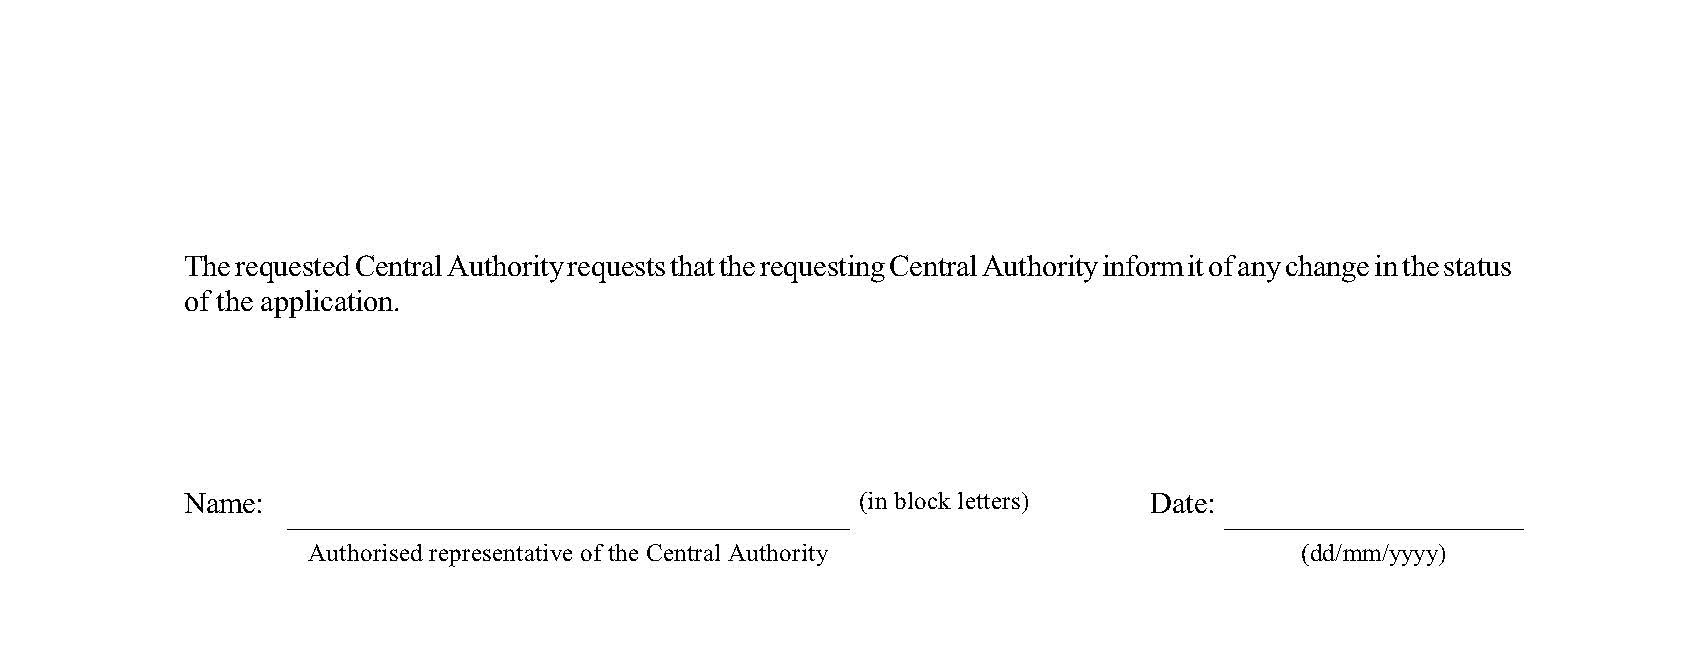 The requested Central Authority requests that the requesting Central Authority inform it of any change in the status
of the application.
Name: (in block letters) Date:
Authorised representative of the Central Authority (dd/mm/yyyy)